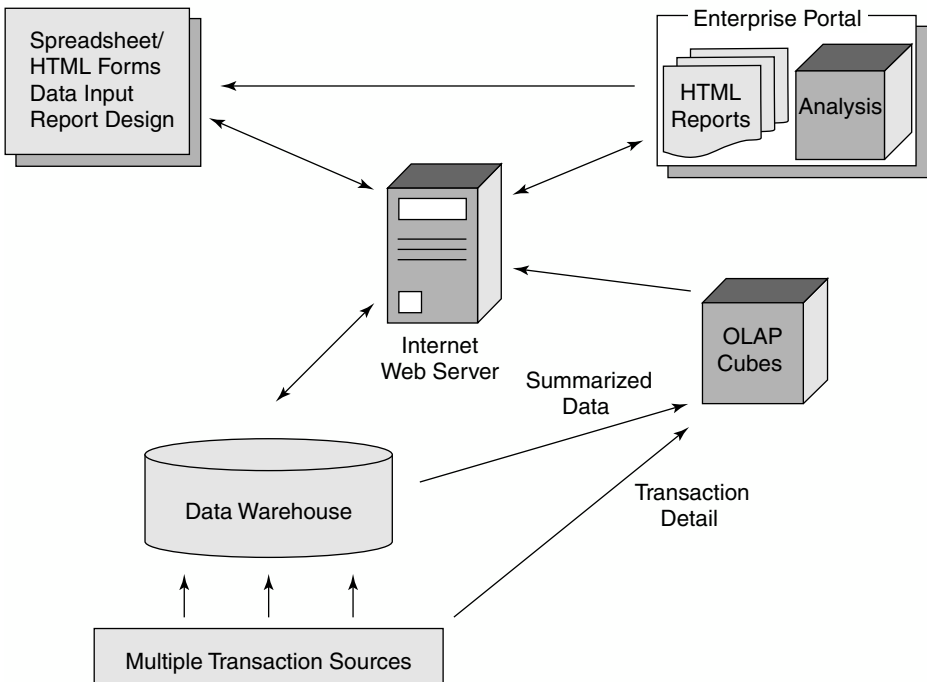 Spreadsheet/
HTML Forms
Data Input
Report Design
Enterprise Portal
HTML
Reports
Analysis
Internet
Web Server
OLAP
Cubes
Summarized
Data
Data Warehouse
Transaction
Detail
Multiple Transaction Sources